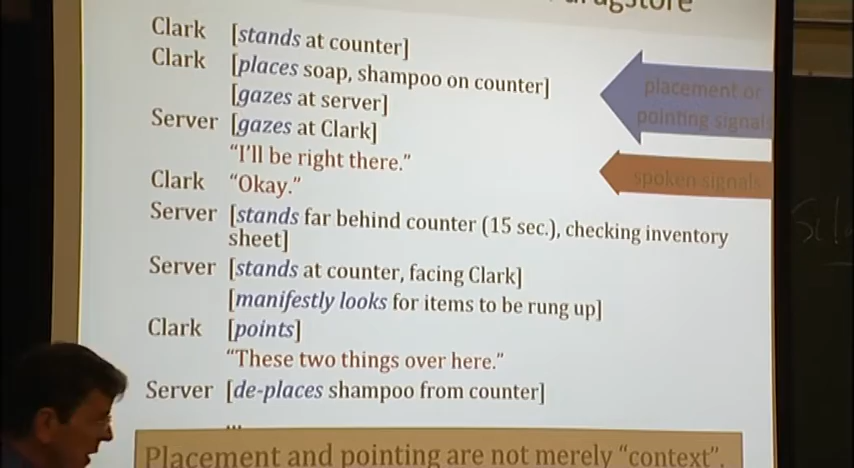 drugstore
Clark [stands at counter]
Clark [places soap, shampoo on counter]
[gazes at server]
Server [gazes at Clark]
“I’ll be right there.”
Clark “Okay.”
Server [stands far behind counter (15 sec.), checking inventory
sheet]
Server [stands at counter, facing Clark]
[manifestly looks for items to be rung up]
Clark [points]
“These two things over here.”
Server [de-places shampoo from counter]
...
Placement and pointing are not merely “context”.
placement or
pointing signals
spoken signals